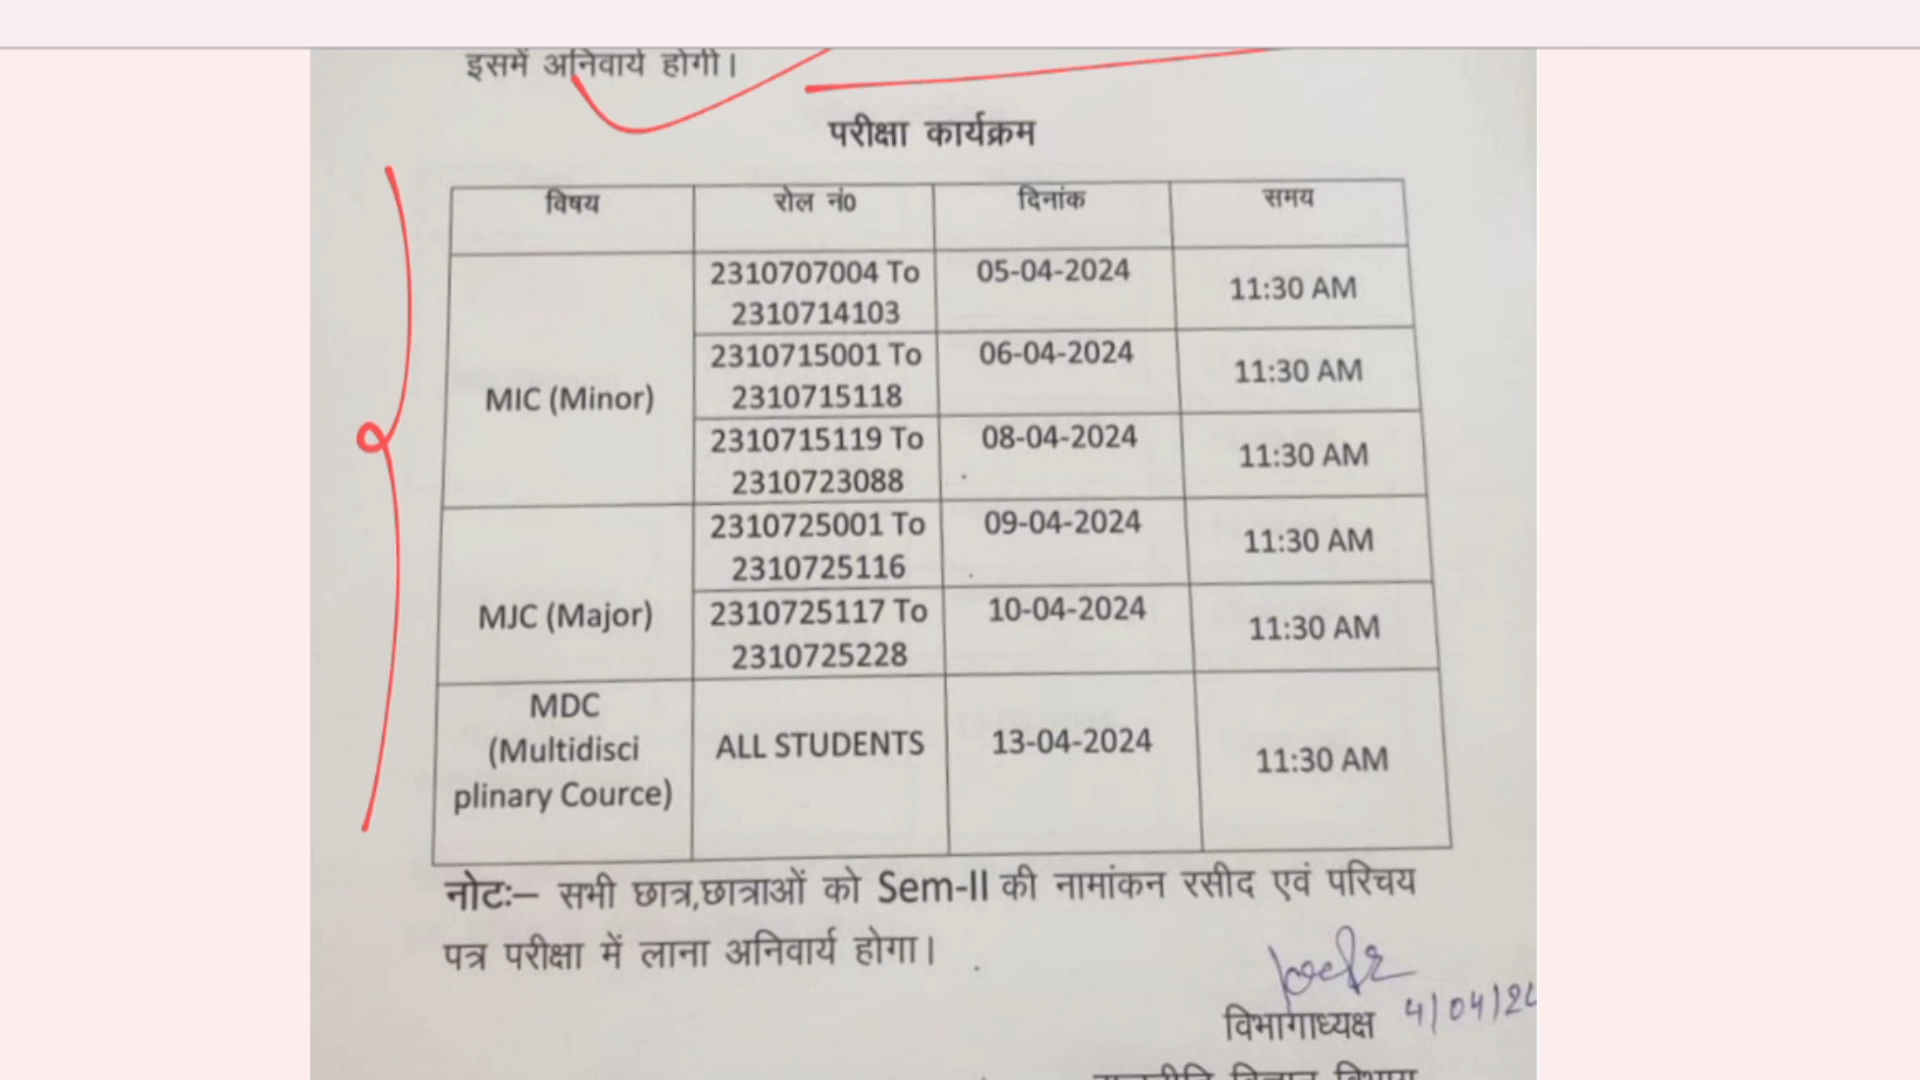 इसमें अनिवार्य होगी।
परीक्षा कार्यक्रम
विषय रोल नं0 दिनांक समय
MIC (Minor)
2310707004 To
2310714103
05-04-2024
11:30 AM
2310715001 To
2310715118
06-04-2024
11:30 AM
2310715119 To
2310723088
08-04-2024
11:30 AM
MJC (Major)
2310725001 To
2310725116
09-04-2024
11:30 AM
2310725117 To
2310725228
10-04-2024
11:30 AM
MDC
(Multidisci
plinary Cource)
ALL STUDENTS
13-04-2024
11:30 AM
नोटः– सभी छात्र,छात्राओं को Sem-II की नामांकन रसीद एवं परिचय
पत्र परीक्षा में लाना अनिवार्य होगा।
विभागाध्यक्ष
विज्ञान विभाग